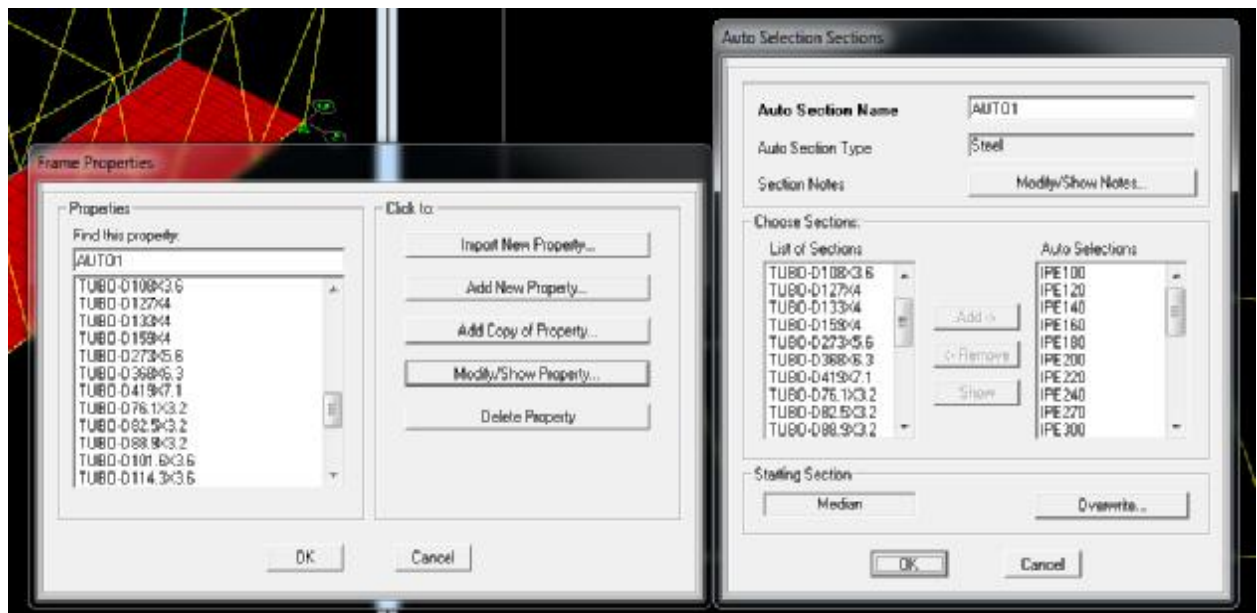 Frame Properties
Properties
Find this property:
AUTO1
TUBO-D108X3.6
TUBO-D127X4
TUBO-D133X4
TUBO-D159X4
TUBO-D273X5.6
TUBO-D368X6.3
TUBO-D419X7.1
TUBO-D76.1X3.2
TUBO-D82.5X3.2
TUBO-D88.9X3.2
TUBO-D101.6X3.6
TUBO-D114.3X3.6
Click to:
Import New Property...
Add New Property...
Add Copy of Property...
Modify/Show Property...
Delete Property
OK
Cancel
Auto Selection Sections
Auto Section Name
AUTO1
Auto Section Type
Steel
Section Notes
Modify/Show Notes...
Choose Sections:
List of Sections
TUBO-D108X3.6
TUBO-D127X4
TUBO-D133X4
TUBO-D159X4
TUBO-D273X5.6
TUBO-D368X6.3
TUBO-D419X7.1
TUBO-D76.1X3.2
TUBO-D82.5X3.2
TUBO-D88.9X3.2
Add ->
<- Remove
Show
Auto Selections
IPE100
IPE120
IPE140
IPE160
IPE180
IPE200
IPE220
IPE240
IPE270
IPE300
Starting Section
Median
Overwrite...
OK
Cancel